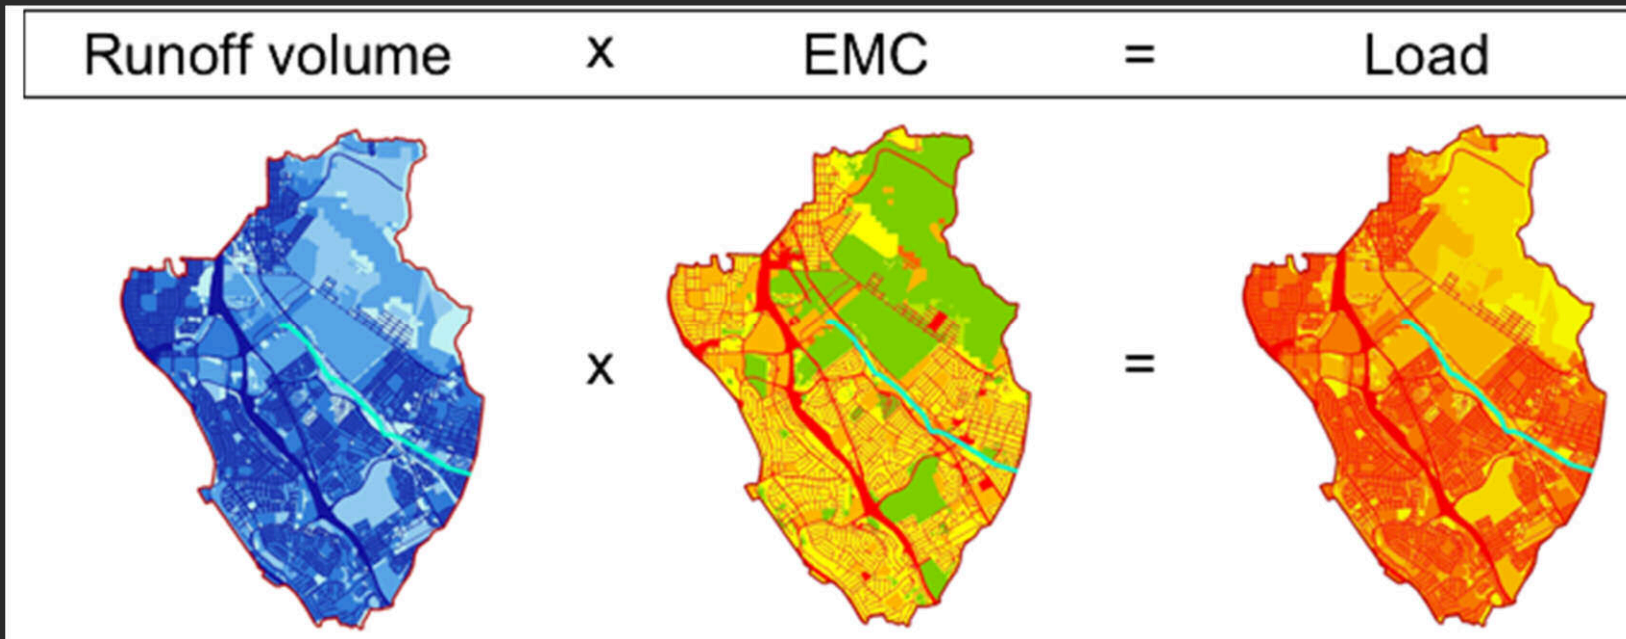 Runoff volume x EMC = Load
x =